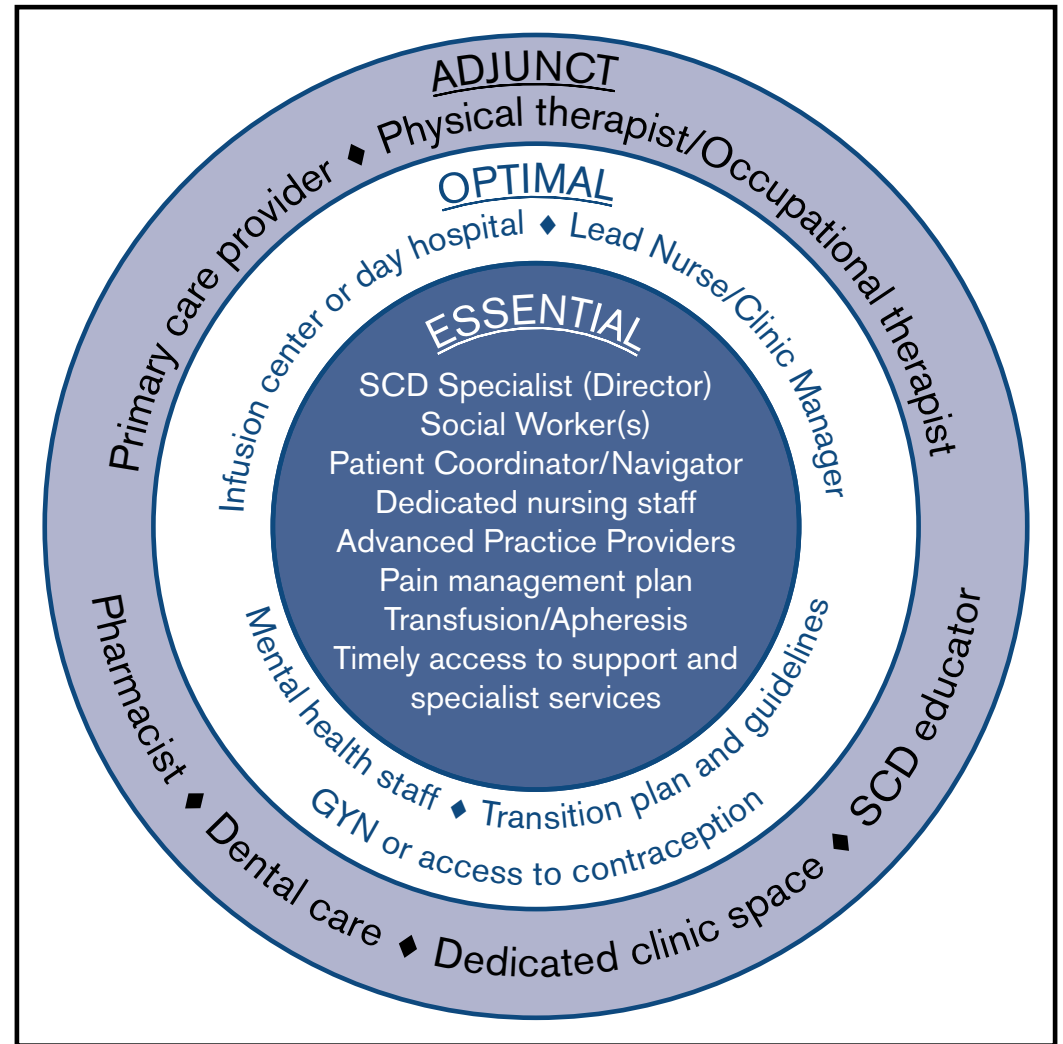 ADJUNCT
Primary care provider ♦ Physical therapist/Occupational therapist
OPTIMAL
Infusion center or day hospital ♦ Lead Nurse/Clinic Manager
ESSENTIAL
SCD Specialist (Director)
Social Worker(s)
Patient Coordinator/Navigator
Dedicated nursing staff
Advanced Practice Providers
Pain management plan
Transfusion/Apheresis
Timely access to support and
specialist services
Mental health staff ♦ Transition plan and guidelines
GYN or access to contraception
Pharmacist ♦ Dental care ♦ Dedicated clinic space ♦ SCD educator